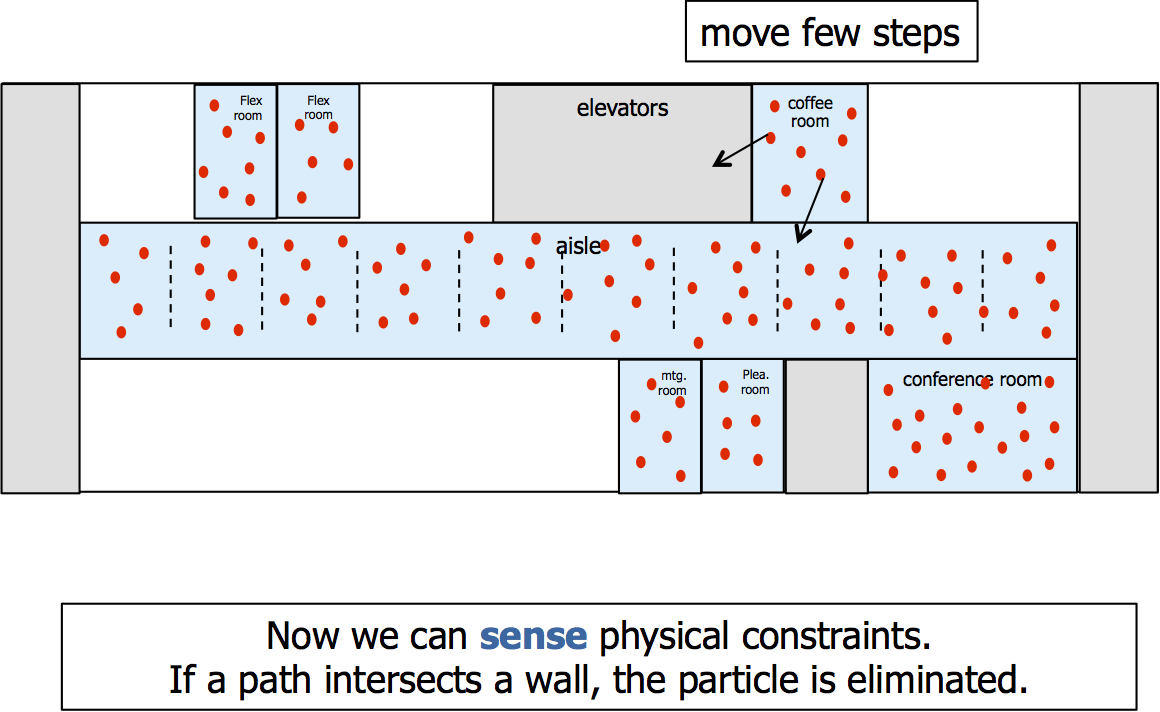 move few steps
Flex
room
Flex
room
elevators
coffee
room
aisle
mtg.
room
Plea.
room
conference room
Now we can sense physical constraints.
If a path intersects a wall, the particle is eliminated.